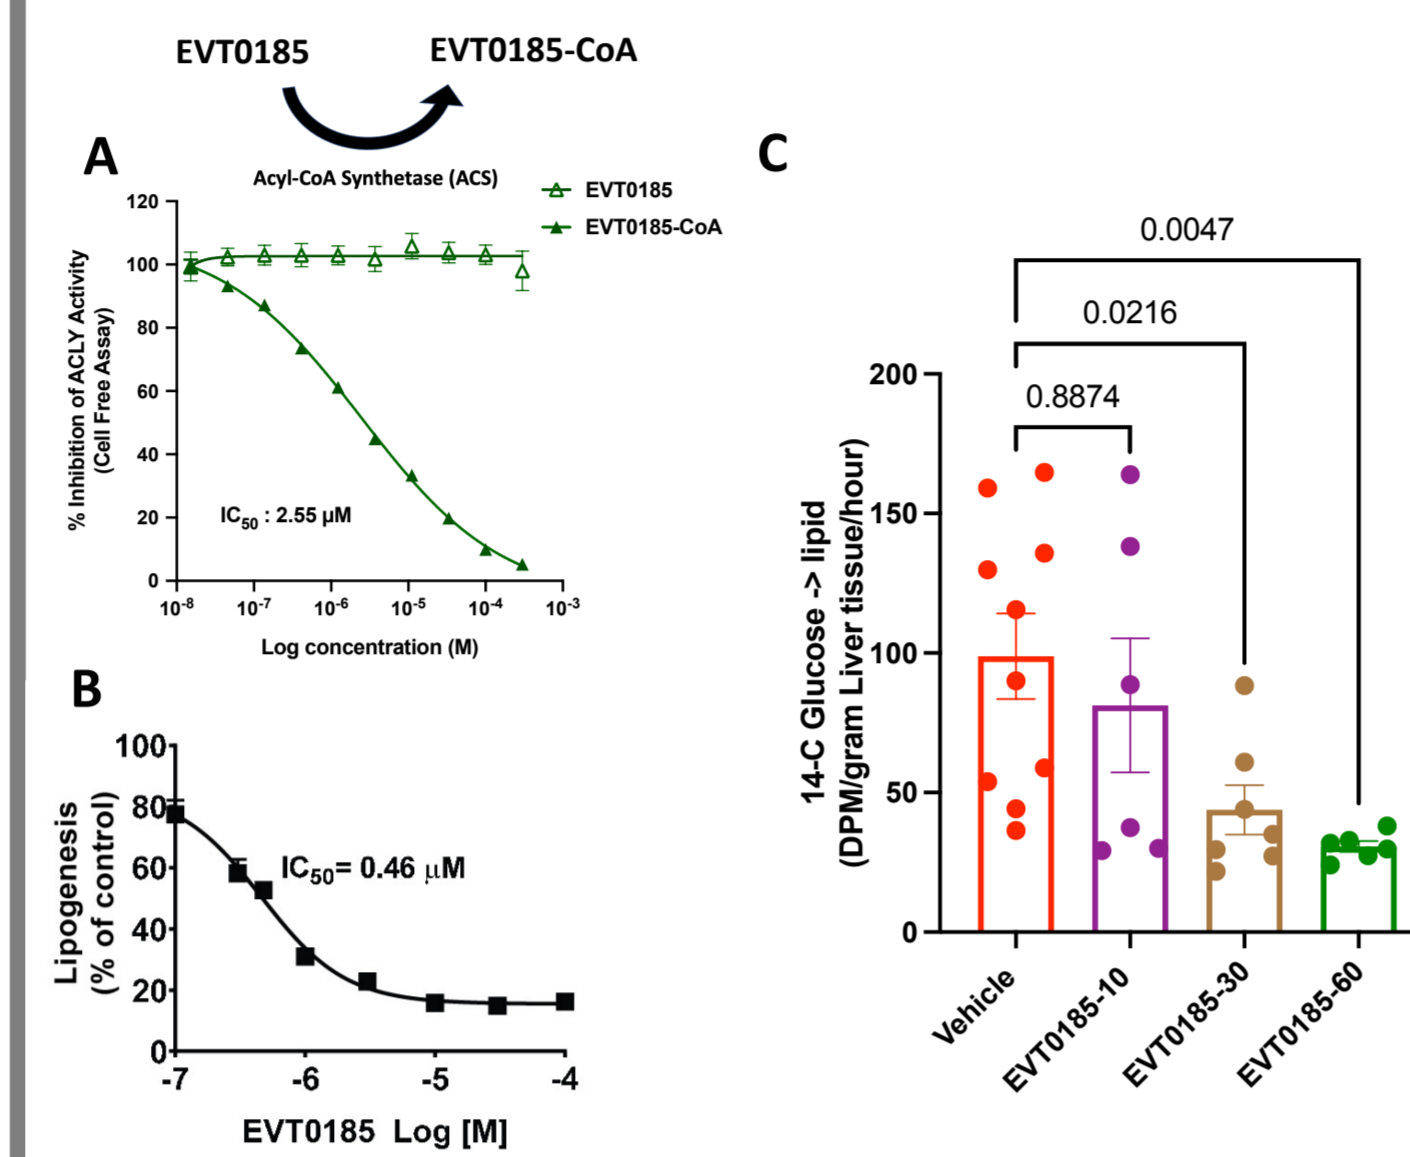 EVT0185 EVT0185-CoA
A
Acyl-CoA Synthetase (ACS)
EVT0185
EVT0185-CoA
% Inhibition of ACLY Activity
(Cell Free Assay)
120
100
80
60
40
20
0
IC50 : 2.55 µM
10-8 10-7 10-6 10-5 10-4 10-3
Log concentration (M)
B
Lipogenesis
(% of control)
100
80
60
40
20
0
IC50= 0.46 µM
-7 -6 -5 -4
EVT0185 Log [M]
C
0.0047
0.0216
0.8874
14-C Glucose -> lipid
(DPM/gram Liver tissue/hour)
200
150
100
50
0
Vehicle
EVT0185-10
EVT0185-30
EVT0185-60